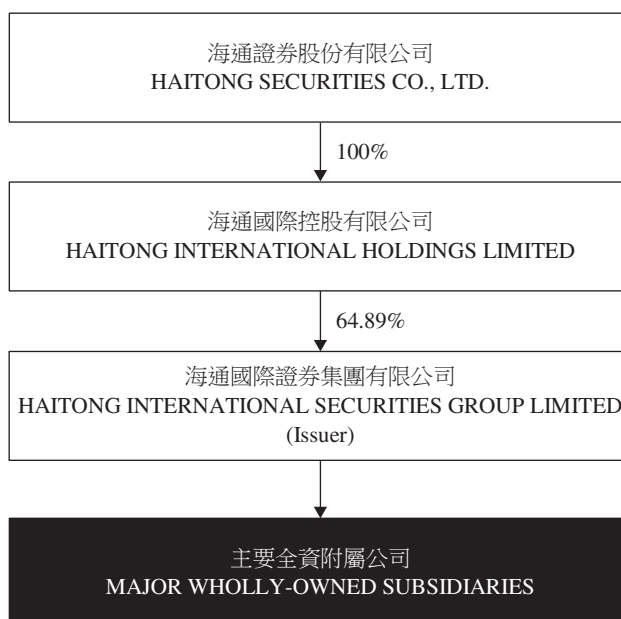 海通證券股份有限公司
HAITONG SECURITIES CO., LTD.
100%
海通國際控股有限公司
HAITONG INTERNATIONAL HOLDINGS LIMITED
64.89%
海通國際證券集團有限公司
HAITONG INTERNATIONAL SECURITIES GROUP LIMITED
(Issuer)
主要全資附屬公司
MAJOR WHOLLY-OWNED SUBSIDIARIES